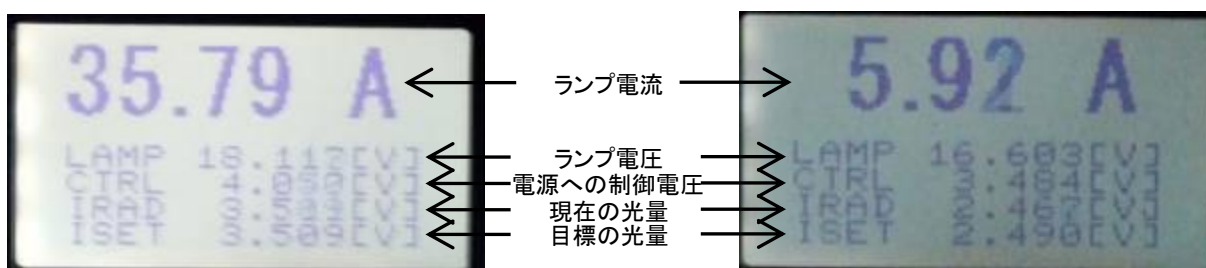 35.79 A
LAMP 18.117[V]
CTRL 4.050[V]
IRAD 3.509[V]
ISET 3.509[V]
ランプ電流
ランプ電圧
電源への制御電圧
現在の光量
目標の光量
5.92 A
LAMP 16.603[V]
CTRL 3.484[V]
IRAD 2.467[V]
ISET 2.490[V]